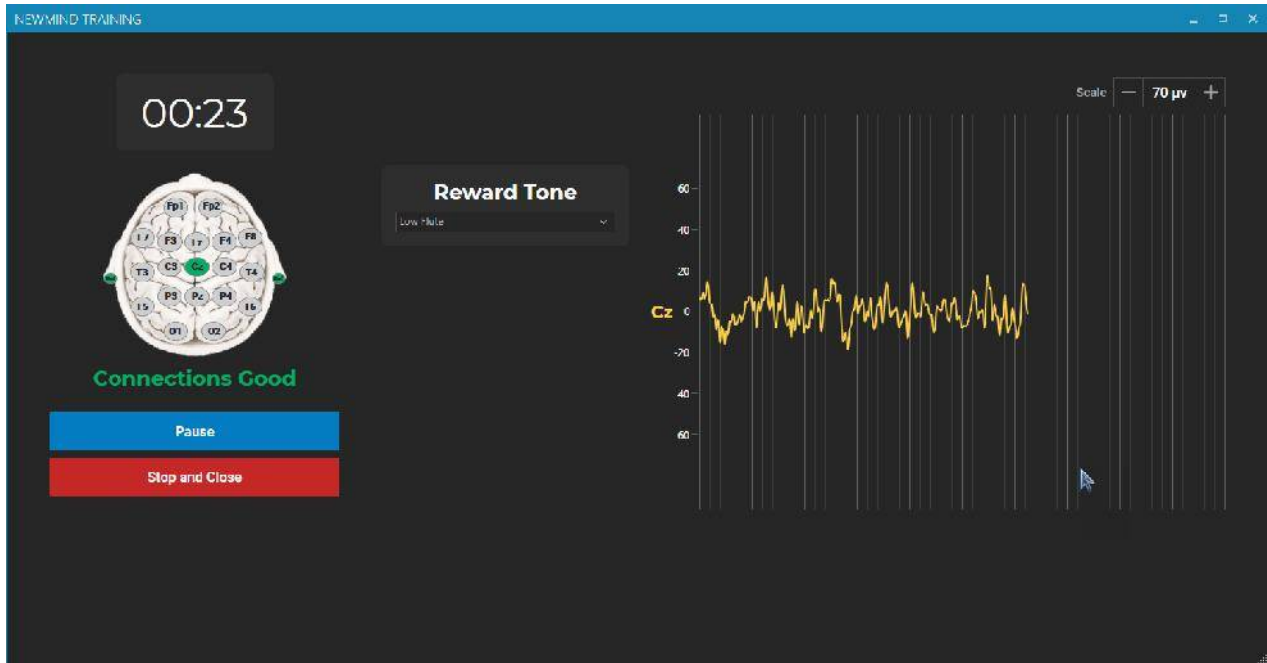 NEWMIND TRAINING
00:23
Scale
70 µv
Reward Tone
Low Flute
Fp1 Fp2
F3 F4 F8
T3 C3 Cz C4 T4
T5 P3 Pz P4 T6
O1 O2
Connections Good
Pause
Stop and Close
60
40
20
Cz 0
-20
40
60